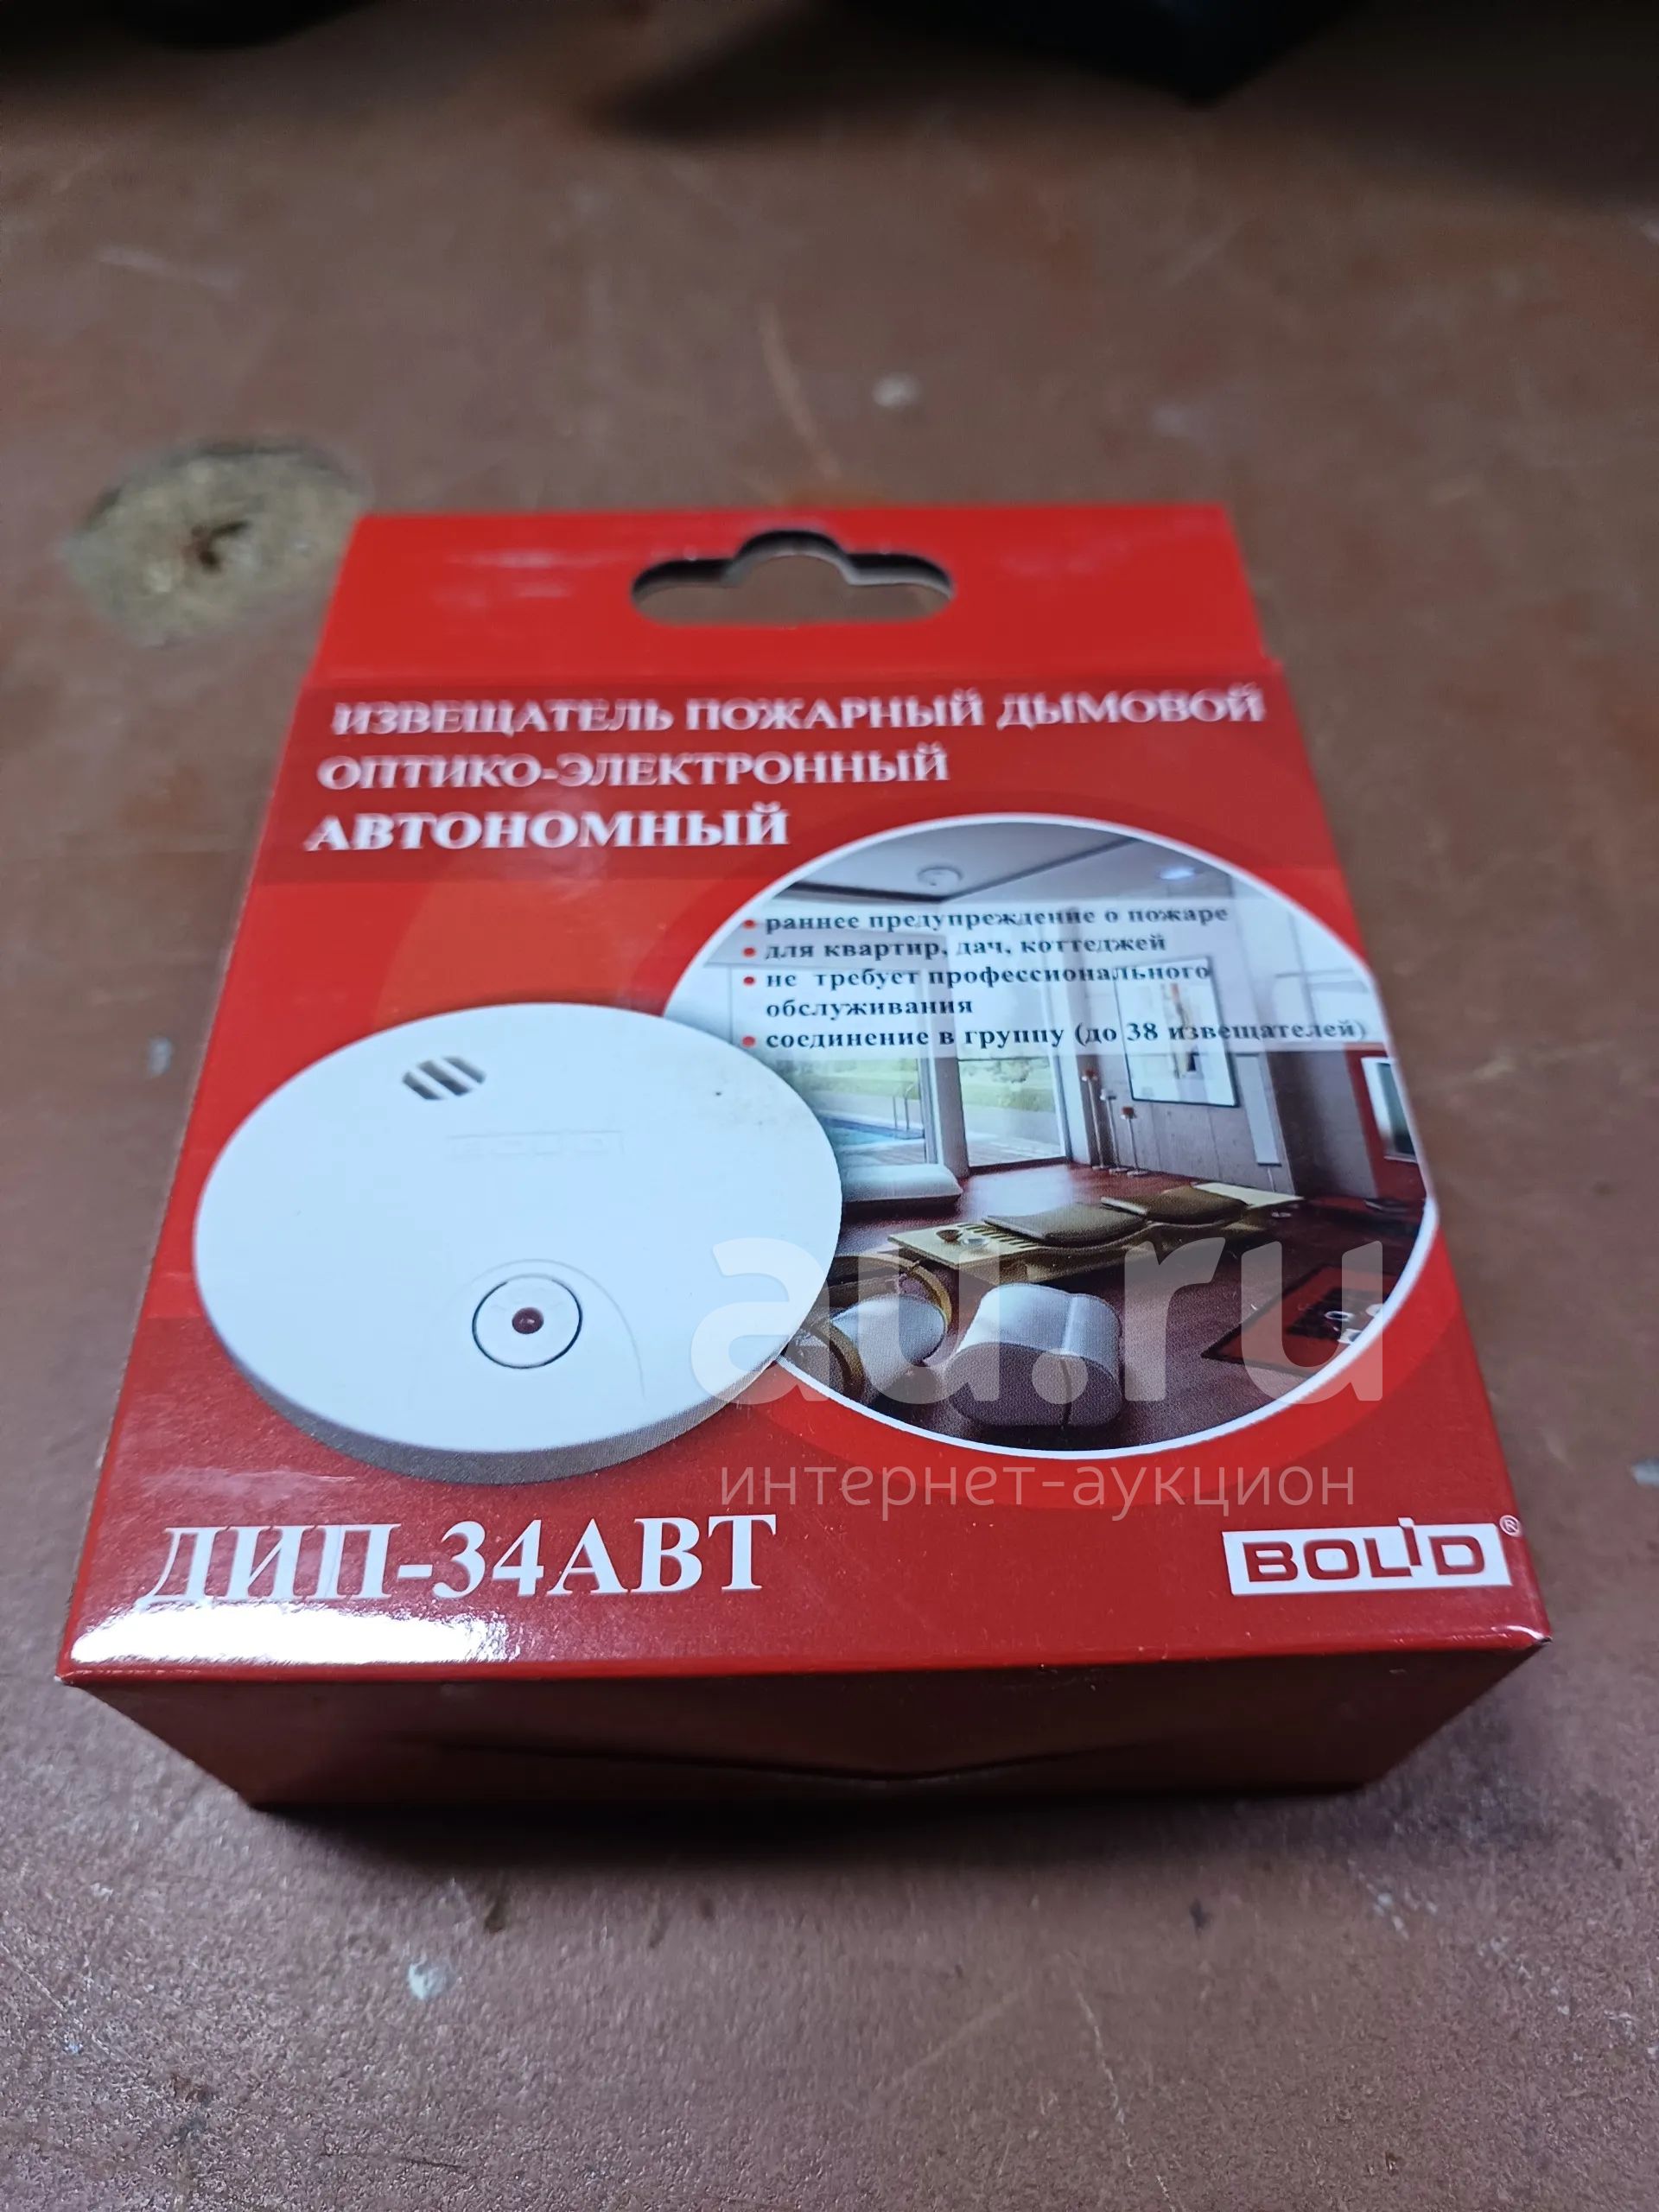 ИЗВЕЩАТЕЛЬ ПОЖАРНЫЙ ДЫМОВОЙ
ОПТИКО-ЭЛЕКТРОННЫЙ
АВТОНОМНЫЙ
• раннее предупреждение о пожаре
• для квартир, дач, коттеджей
• не требует профессионального
обслуживания
• соединение в группу (до 38 извещателей)
BOLID
au.ru
интернет-аукцион
ДИП-34АВТ
BOLID®